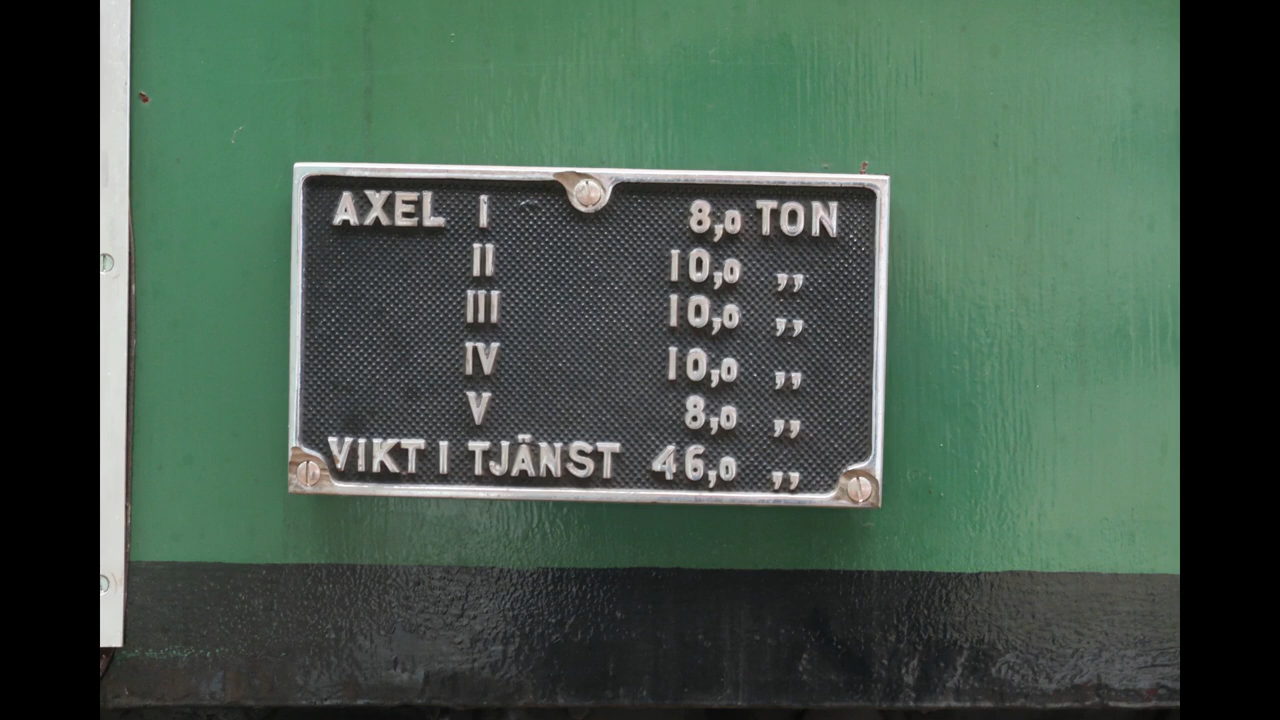 AXEL I 8,0 TON
II 10,0 ,,
III 10,0 ,,
IV 10,0 ,,
V 8,0 ,,
VIKT I TJÄNST 46,0 ,,